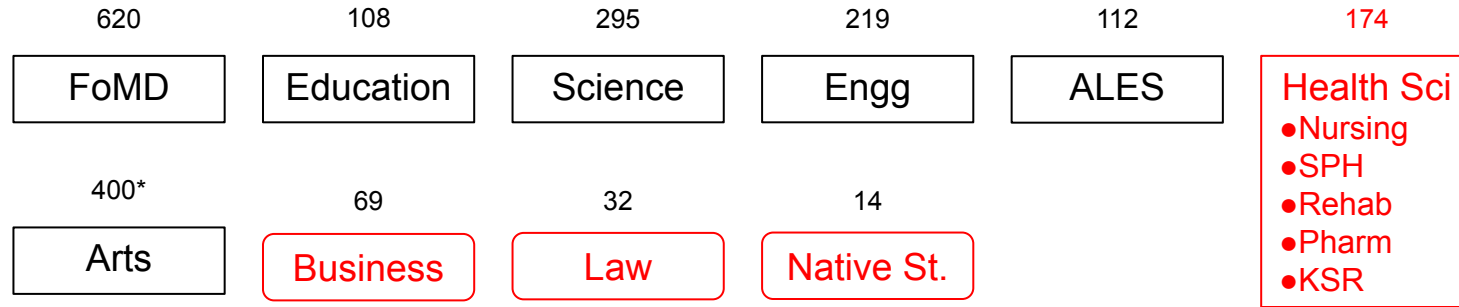 620 108 295 219 112 174
FoMD Education Science Engg ALES Health Sci
●Nursing
●SPH
●Rehab
●Pharm
●KSR
400* 69 32 14
Arts Business Law Native St.